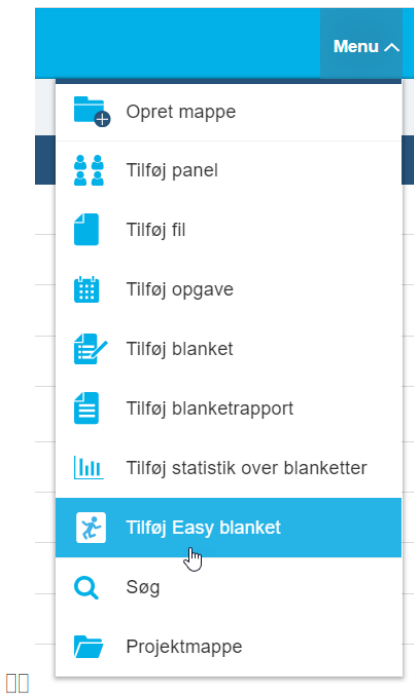 Menu
Opret mappe
Tilføj panel
Tilføj fil
Tilføj opgave
Tilføj blanket
Tilføj blanketrapport
Tilføj statistik over blanketter
Tilføj Easy blanket
Søg
Projektmappe